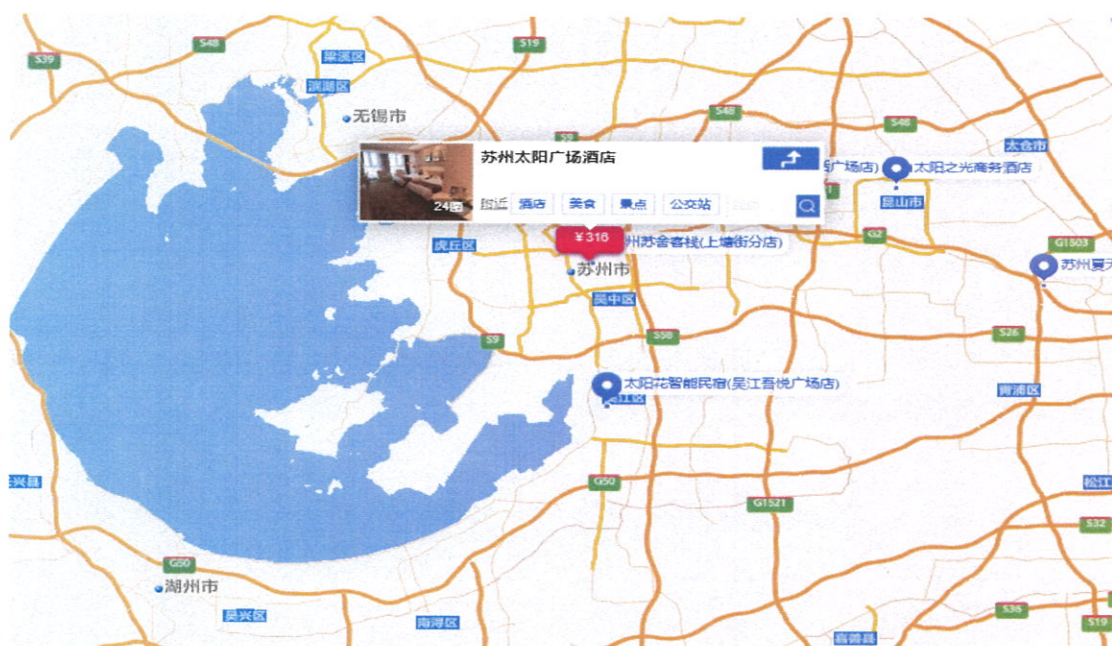 S48
S19
S39
梁溪区
滨湖区
无锡市
S48
S48
S9
太仓市
苏州太阳广场酒店
广场店)
太阳之光商务酒店
24图
附近 酒店 美食 景点 公交站
昆山市
虎丘区
¥316
州苏舍客栈(上塘街分店)
G2
G1503
苏州市
苏州夏天
吴中区
S9
S58
S26
太阳花智能民宿(吴江吾悦广场店)
江区
青浦区
兴县
G50
G1521
松江
S32
G50
湖州市
吴兴区
南浔区
S36
S19
嘉善县